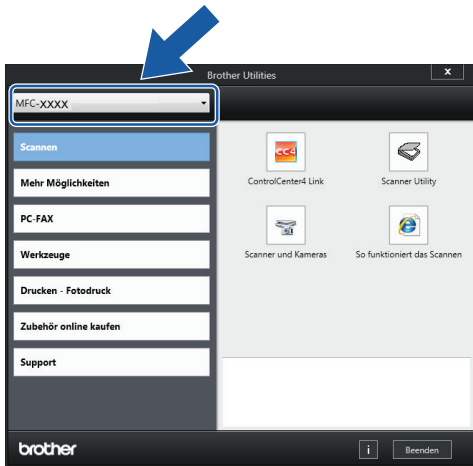 Brother Utilities
x
MFC-XXXX
Scannen
Mehr Möglichkeiten
PC-FAX
Werkzeuge
Drucken - Fotodruck
Zubehör online kaufen
Support
CC4
ControlCenter4 Link
Scanner Utility
Scanner und Kameras
So funktioniert das Scannen
brother
i
Beenden